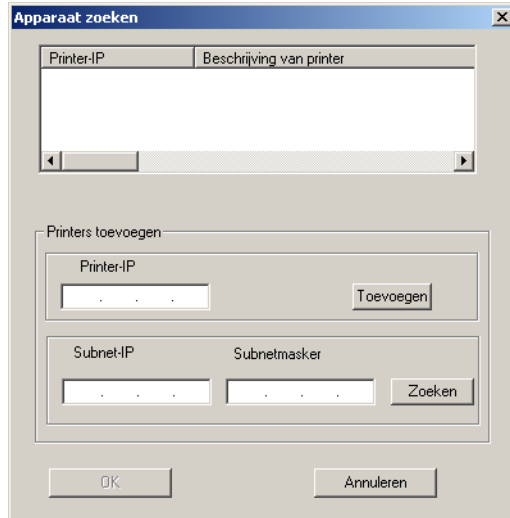 Apparaat zoeken
Printer-IP Beschrijving van printer
Printers toevoegen
Printer-IP
. . . Toevoegen
Subnet-IP Subnetmasker
. . . . . . Zoeken
OK Annuleren